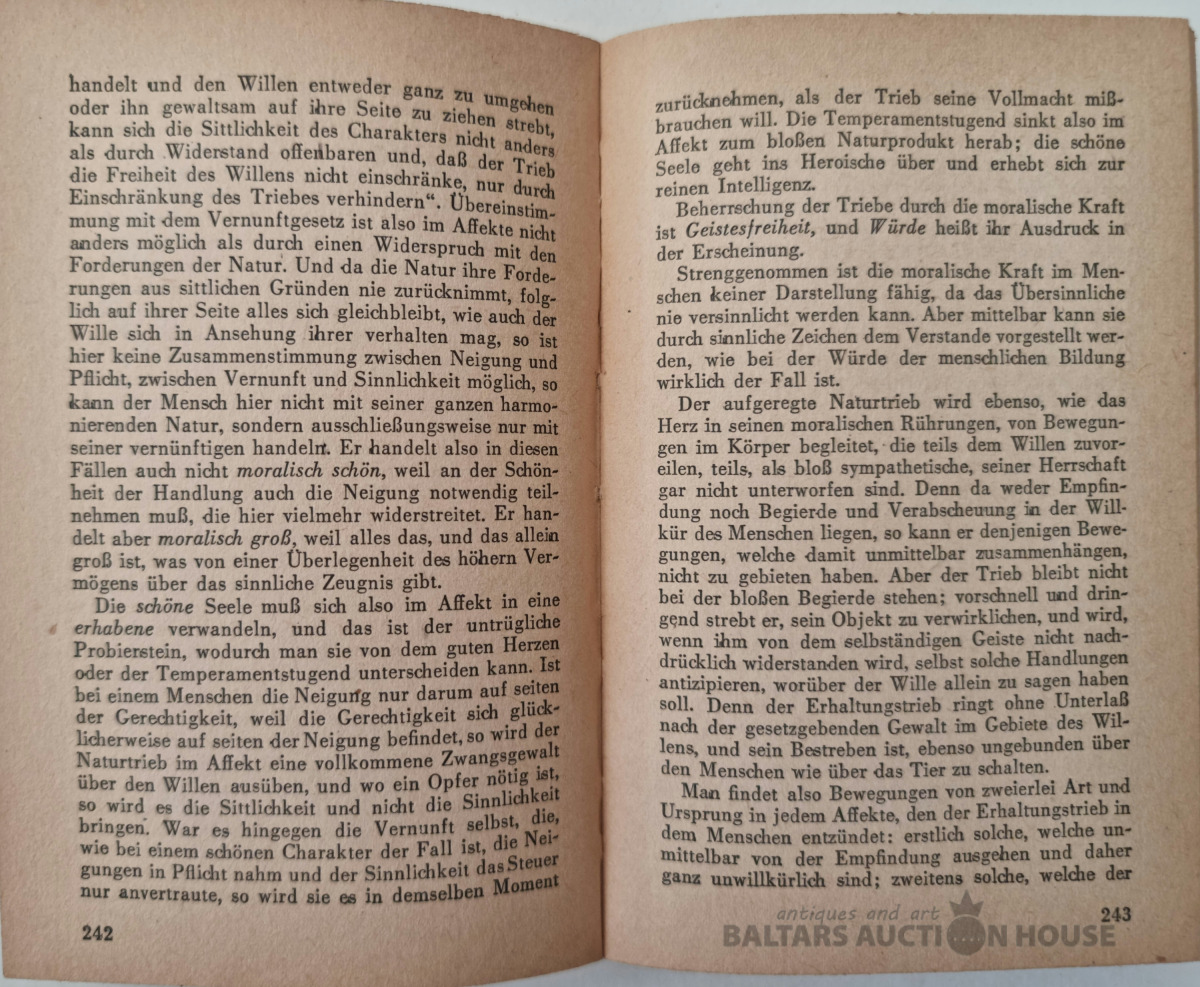 handelt und den Willen entweder ganz zu umgehen
oder ihn gewaltsam auf ihre Seite zu ziehen strebt,
kann sich die Sittlichkeit des Charakters nicht anders
als durch Widerstand offenbaren und, daß der Trieb
die Freiheit des Willens nicht einschränke, nur durch
Einschränkung des Triebes verhindern“. Übereinstim-
mung mit dem Vernunftgesetz ist also im Affekte nicht
anders möglich als durch einen Widerspruch mit den
Forderungen der Natur. Und da die Natur ihre Forde-
rungen aus sittlichen Gründen nie zurücknimmt, folg-
lich auf ihrer Seite alles sich gleichbleibt, wie auch der
Wille sich in Ansehung ihrer verhalten mag, so ist
hier keine Zusammenstimmung zwischen Neigung und
Pflicht, zwischen Vernunft und Sinnlichkeit möglich, so
kann der Mensch hier nicht mit seiner ganzen harmo-
nierenden Natur, sondern ausschließungsweise nur mit
seiner vernünftigen handeln. Er handelt also in diesen
Fällen auch nicht moralisch schön, weil an der Schön-
heit der Handlung auch die Neigung notwendig teil-
nehmen muß, die hier vielmehr widerstreitet. Er han-
delt aber moralisch groß, weil alles das, und das allein
groß ist, was von einer Überlegenheit des höhern Ver-
mögens über das sinnliche Zeugnis gibt.
Die schöne Seele muß sich also im Affekt in eine
erhabene verwandeln, und das ist der untrügliche
Probierstein, wodurch man sie von dem guten Herzen
oder der Temperamentstugend unterscheiden kann. Ist
bei einem Menschen die Neigung nur darum auf seiten
der Gerechtigkeit, weil die Gerechtigkeit sich glück-
licherweise auf seiten der Neigung befindet, so wird der
Naturtrieb im Affekt eine vollkommene Zwangsgewalt
über den Willen ausüben, und wo ein Opfer nötig ist,
so wird es die Sittlichkeit und nicht die Sinnlichkeit
bringen. War es hingegen die Vernunft selbst, die,
wie bei einem schönen Charakter der Fall ist, die Nei-
gungen in Pflicht nahm und der Sinnlichkeit das Steuer
nur anvertraute, so wird sie es in demselben Moment
242
zurücknehmen, als der Trieb seine Vollmacht miß-
brauchen will. Die Temperamentstugend sinkt also im
Affekt zum bloßen Naturprodukt herab; die schöne
Seele geht ins Heroische über und erhebt sich zur
reinen Intelligenz.
Beherrschung der Triebe durch die moralische Kraft
ist Geistesfreiheit, und Würde heißt ihr Ausdruck in
der Erscheinung.
Strenggenommen ist die moralische Kraft im Men-
schen keiner Darstellung fähig, da das Übersinnliche
nie versinnlicht werden kann. Aber mittelbar kann sie
durch sinnliche Zeichen dem Verstande vorgestellt wer-
den, wie bei der Würde der menschlichen Bildung
wirklich der Fall ist.
Der aufgeregte Naturtrieb wird ebenso, wie das
Herz in seinen moralischen Rührungen, von Bewegun-
gen im Körper begleitet, die teils dem Willen zuvor-
eilen, teils, als bloß sympathetische, seiner Herrschaft
gar nicht unterworfen sind. Denn da weder Empfin-
dung noch Begierde und Verabscheuung in der Will-
kür des Menschen liegen, so kann er denjenigen Bewe-
gungen, welche damit unmittelbar zusammenhängen,
nicht zu gebieten haben. Aber der Trieb bleibt nicht
bei der bloßen Begierde stehen; vorschnell und drin-
gend strebt er, sein Objekt zu verwirklichen, und wird,
wenn ihm von dem selbständigen Geiste nicht nach-
drücklich widerstanden wird, selbst solche Handlungen
antizipieren, worüber der Wille allein zu sagen haben
soll. Denn der Erhaltungstrieb ringt ohne Unterlaß
nach der gesetzgebenden Gewalt im Gebiete des Wil-
lens, und sein Bestreben ist, ebenso ungebunden über
den Menschen wie über das Tier zu schalten.
Man findet also Bewegungen von zweierlei Art und
Ursprung in jedem Affekte, den der Erhaltungstrieb in
dem Menschen entzündet: erstlich solche, welche un-
mittelbar von der Empfindung ausgehen und daher
ganz unwillkürlich sind; zweitens solche, welche der
243
antiques and art
BALTARS AUCTION HOUSE